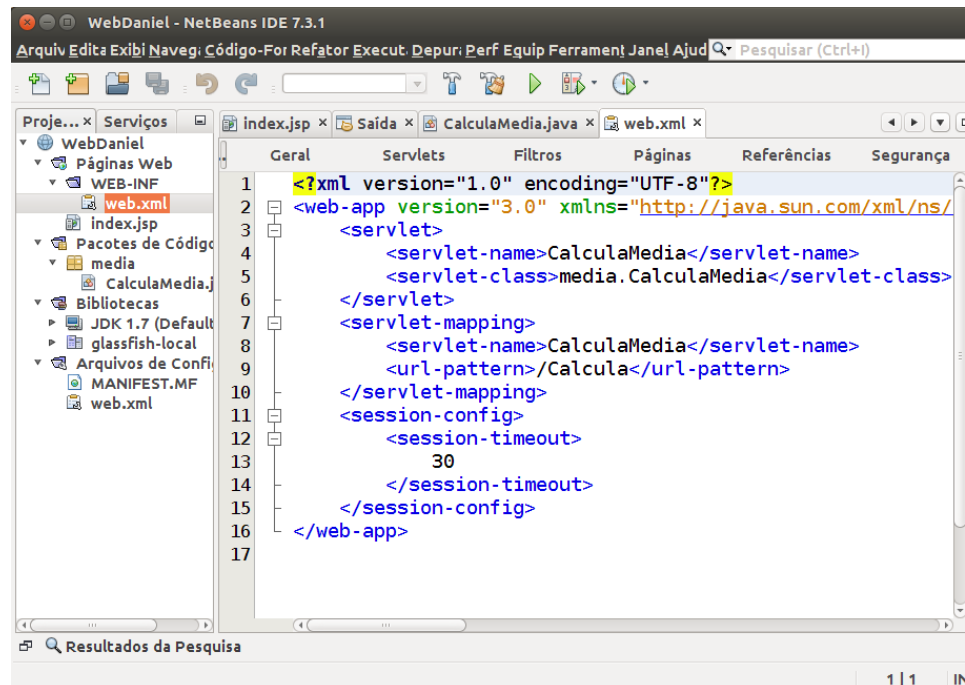 WebDaniel - NetBeans IDE 7.3.1
Arquiv Edita Exibi Naveg Código-For Refator Execut Depur Perf Equip Ferrament Janel Ajud Pesquisar (Ctrl+I)
Proje... Serviços
index.jsp Saída CalculaMedia.java web.xml
WebDaniel
Páginas Web
WEB-INF
web.xml
index.jsp
Pacotes de Código
media
CalculaMedia.j
Bibliotecas
JDK 1.7 (Default
glassfish-local
Arquivos de Config
MANIFEST.MF
web.xml
Geral Servlets Filtros Páginas Referências Segurança
1 <?xml version="1.0" encoding="UTF-8"?>
2 <web-app version="3.0" xmlns="http://java.sun.com/xml/ns/
3 <servlet>
4 <servlet-name>CalculaMedia</servlet-name>
5 <servlet-class>media.CalculaMedia</servlet-class>
6 </servlet>
7 <servlet-mapping>
8 <servlet-name>CalculaMedia</servlet-name>
9 <url-pattern>/Calcula</url-pattern>
10 </servlet-mapping>
11 <session-config>
12 <session-timeout>
13 30
14 </session-timeout>
15 </session-config>
16 </web-app>
17
Resultados da Pesquisa
1|1 IN